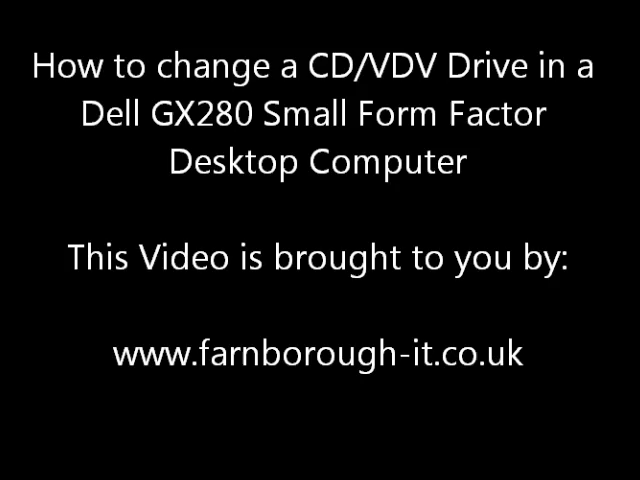 How to change a CD/VDV Drive in a
Dell GX280 Small Form Factor
Desktop Computer
This Video is brought to you by:
www.farnborough-it.co.uk